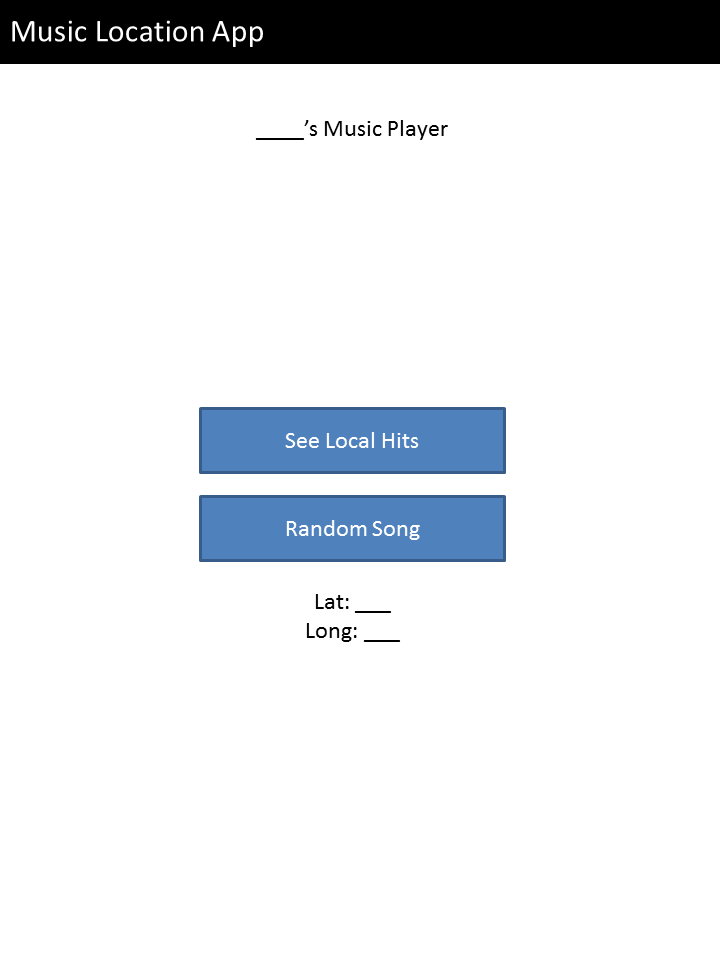 Music Location App
____’s Music Player
See Local Hits
Random Song
Lat: ___
Long: ___